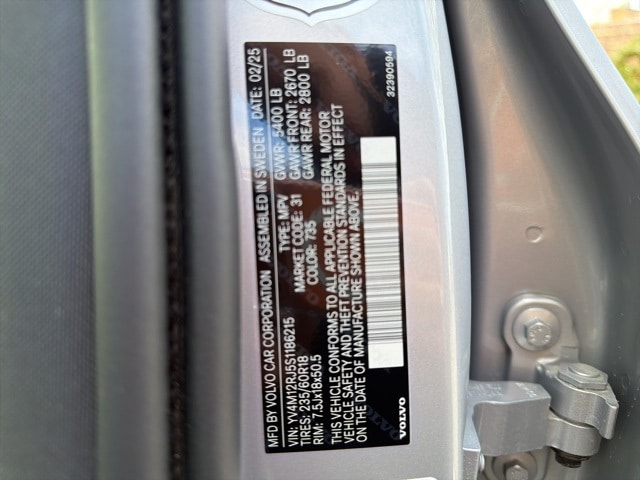 MFD BY VOLVO CAR CORPORATION ASSEMBLED IN SWEDEN DATE: 02/25
VIN: YV4M12RJ5S1186215 TYPE: MPV GVWR: 5400 LB
TIRES: 235/60R18 MARKET CODE: 31 GAWR FRONT: 2670 LB
RIM: 7.5Jx18x50.5 COLOR: 735 GAWR REAR: 2800 LB
THIS VEHICLE CONFORMS TO ALL APPLICABLE FEDERAL MOTOR
VEHICLE SAFETY AND THEFT PREVENTION STANDARDS IN EFFECT
ON THE DATE OF MANUFACTURE SHOWN ABOVE.
VOLVO 32390594